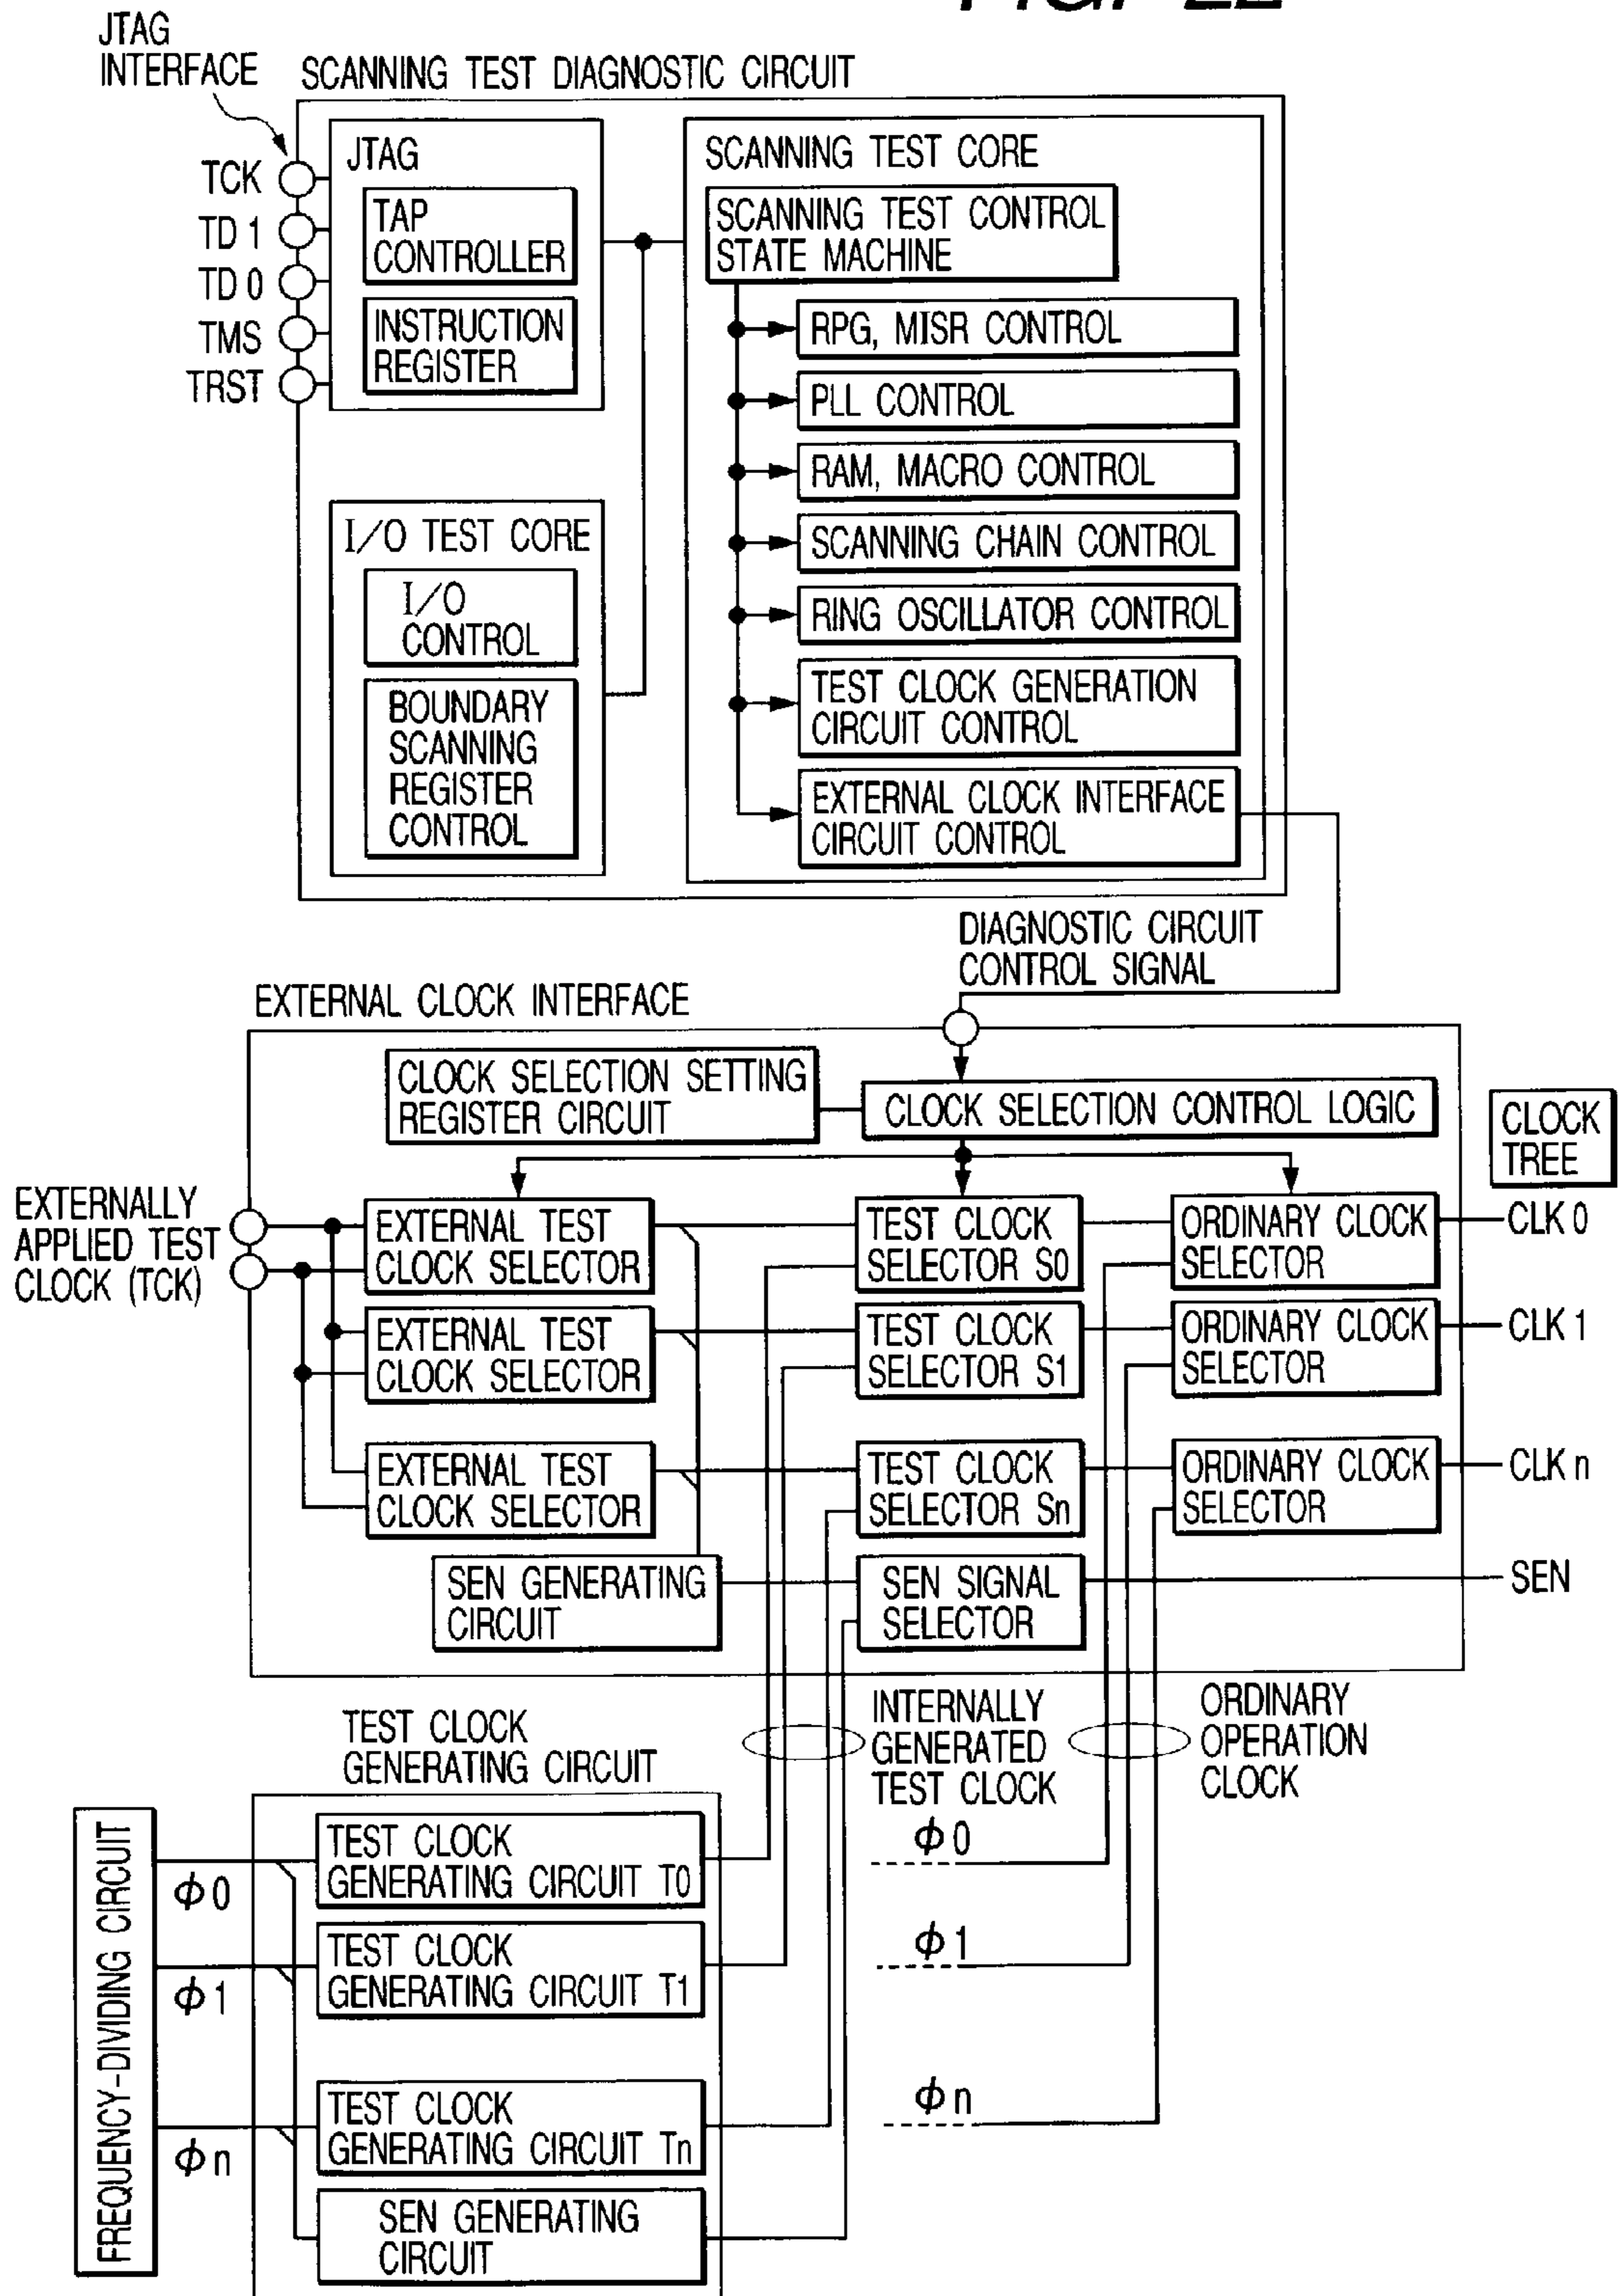 FIG. 22
JTAG
INTERFACE
SCANNING TEST DIAGNOSTIC CIRCUIT
TCK
TD 1
TD 0
TMS
TRST
JTAG
TAP
CONTROLLER
INSTRUCTION
REGISTER
I/O TEST CORE
I/O
CONTROL
BOUNDARY
SCANNING
REGISTER
CONTROL
SCANNING TEST CORE
SCANNING TEST CONTROL
STATE MACHINE
RPG, MISR CONTROL
PLL CONTROL
RAM, MACRO CONTROL
SCANNING CHAIN CONTROL
RING OSCILLATOR CONTROL
TEST CLOCK GENERATION
CIRCUIT CONTROL
EXTERNAL CLOCK INTERFACE
CIRCUIT CONTROL
DIAGNOSTIC CIRCUIT
CONTROL SIGNAL
EXTERNAL CLOCK INTERFACE
CLOCK SELECTION SETTING
REGISTER CIRCUIT
CLOCK SELECTION CONTROL LOGIC
CLOCK
TREE
EXTERNALLY
APPLIED TEST
CLOCK (TCK)
EXTERNAL TEST
CLOCK SELECTOR
TEST CLOCK
SELECTOR S0
ORDINARY CLOCK
SELECTOR
CLK 0
EXTERNAL TEST
CLOCK SELECTOR
TEST CLOCK
SELECTOR S1
ORDINARY CLOCK
SELECTOR
CLK 1
EXTERNAL TEST
CLOCK SELECTOR
TEST CLOCK
SELECTOR Sn
ORDINARY CLOCK
SELECTOR
CLK n
SEN GENERATING
CIRCUIT
SEN SIGNAL
SELECTOR
SEN
TEST CLOCK
GENERATING CIRCUIT
INTERNALLY
GENERATED
TEST CLOCK
ORDINARY
OPERATION
CLOCK
FREQUENCY-DIVIDING CIRCUIT
ϕ0
ϕ1
ϕn
TEST CLOCK
GENERATING CIRCUIT T0
TEST CLOCK
GENERATING CIRCUIT T1
TEST CLOCK
GENERATING CIRCUIT Tn
SEN GENERATING
CIRCUIT
ϕ0
ϕ1
ϕn